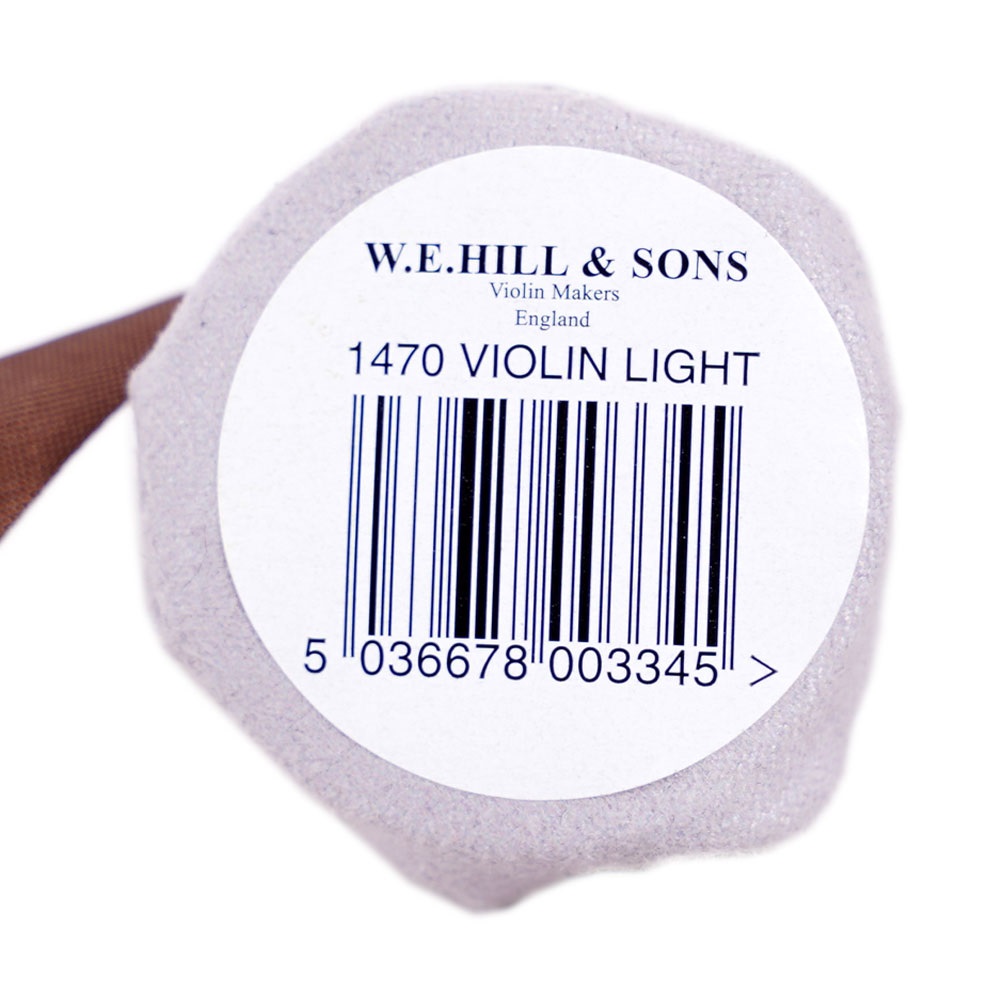 W.E.HILL & SONS
Violin Makers
England
1470 VIOLIN LIGHT
5 036678 003345 >